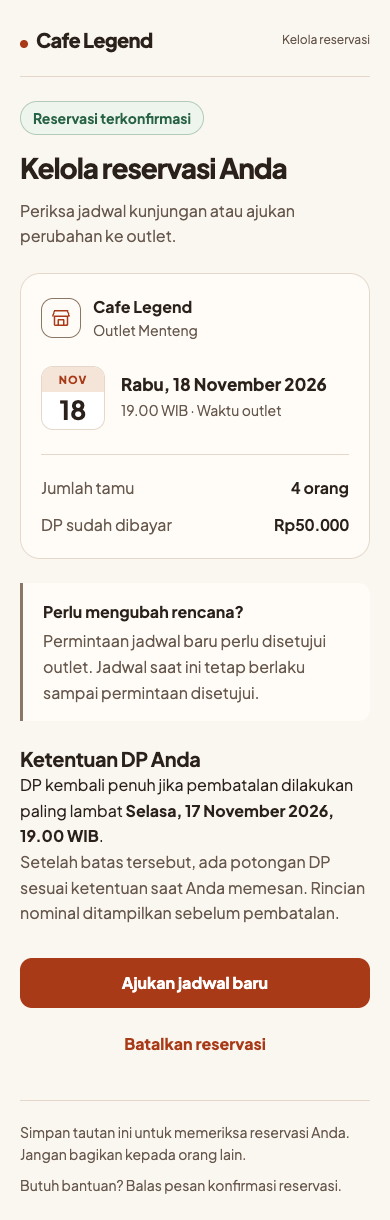 Cafe Legend
Kelola reservasi
Reservasi terkonfirmasi
Kelola reservasi Anda
Periksa jadwal kunjungan atau ajukan
perubahan ke outlet.
Cafe Legend
Outlet Menteng
NOV
18
Rabu, 18 November 2026
19.00 WIB · Waktu outlet
Jumlah tamu
4 orang
DP sudah dibayar
Rp50.000
Perlu mengubah rencana?
Permintaan jadwal baru perlu disetujui
outlet. Jadwal saat ini tetap berlaku
sampai permintaan disetujui.
Ketentuan DP Anda
DP kembali penuh jika pembatalan dilakukan
paling lambat Selasa, 17 November 2026,
19.00 WIB.
Setelah batas tersebut, ada potongan DP
sesuai ketentuan saat Anda memesan. Rincian
nominal ditampilkan sebelum pembatalan.
Ajukan jadwal baru
Batalkan reservasi
Simpan tautan ini untuk memeriksa reservasi Anda.
Jangan bagikan kepada orang lain.
Butuh bantuan? Balas pesan konfirmasi reservasi.